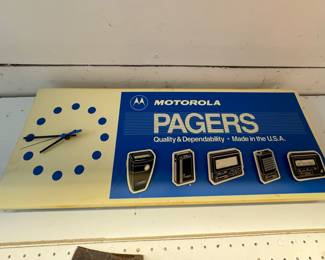 MOTOROLA
PAGERS
Quality & Dependability • Made in the U.S.A.